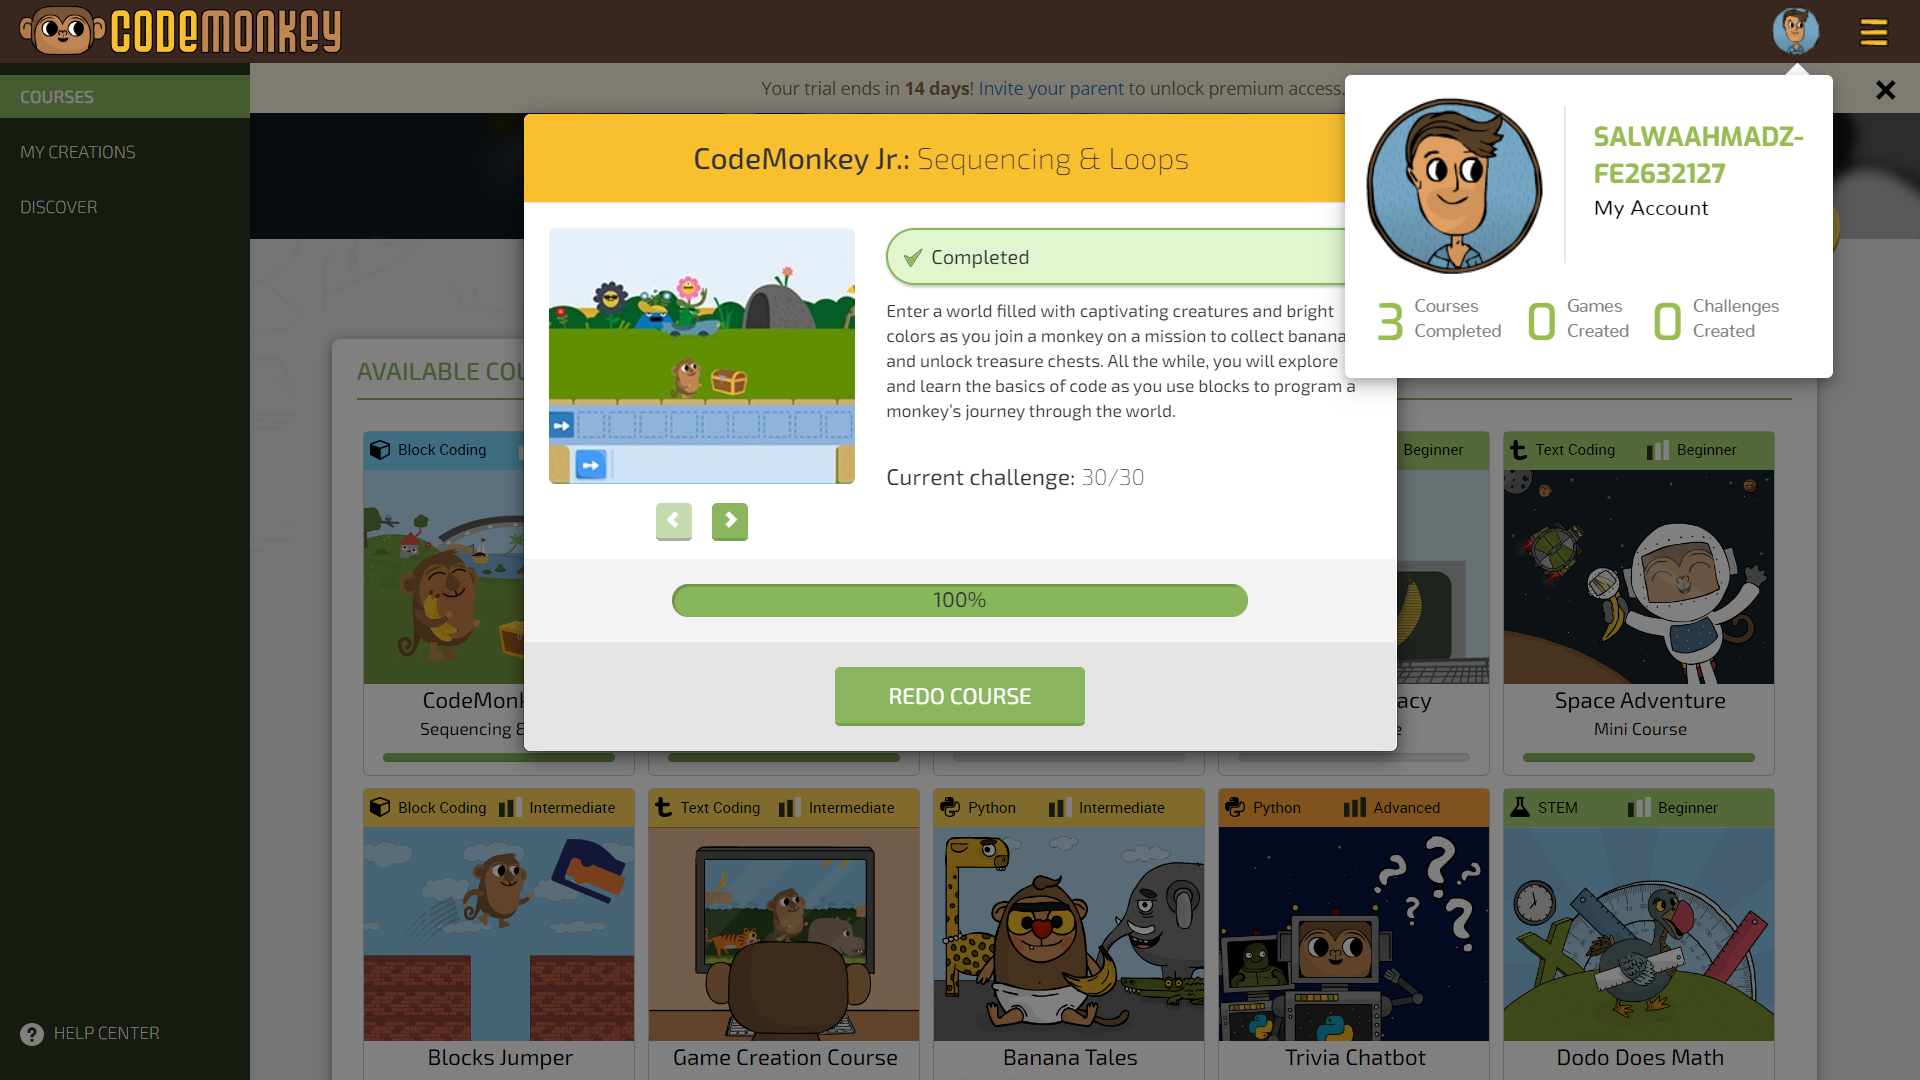 CODEMONKEY
COURSES
MY CREATIONS
DISCOVER
HELP CENTER
Your trial ends in 14 days! Invite your parent to unlock premium access.
SALWAAHMADZ-
FE2632127
My Account
3 Courses Completed
0 Games Created
0 Challenges Created
CodeMonkey Jr.: Sequencing & Loops
Completed
Enter a world filled with captivating creatures and bright
colors as you join a monkey on a mission to collect banana
and unlock treasure chests. All the while, you will explore
and learn the basics of code as you use blocks to program a
monkey’s journey through the world.
Current challenge: 30/30
100%
REDO COURSE
AVAILABLE
Block Coding
Beginner
Text Coding Beginner
Sequencing
Space Adventure
Mini Course
Block Coding Intermediate
Text Coding Intermediate
Python Intermediate
Python Advanced
STEM Beginner
Blocks Jumper
Game Creation Course
Banana Tales
Trivia Chatbot
Dodo Does Math